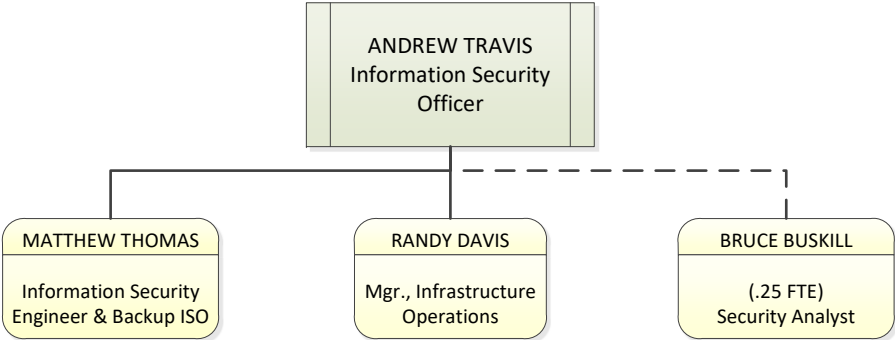 ANDREW TRAVIS
Information Security
Officer
MATTHEW THOMAS
Information Security
Engineer & Backup ISO
RANDY DAVIS
Mgr., Infrastructure
Operations
BRUCE BUSKILL
(.25 FTE)
Security Analyst